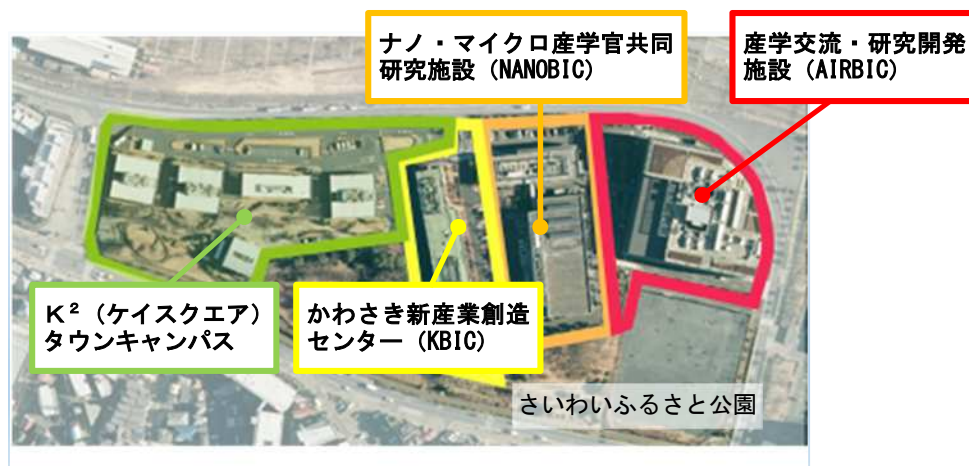 ナノ・マイクロ産学官共同
研究施設（NANOBIC）
産学交流・研究開発
施設（AIRBIC）
K²（ケイスクエア）
タウンキャンパス
かわさき新産業創造
センター（KBIC）
さいわいふるさと公園